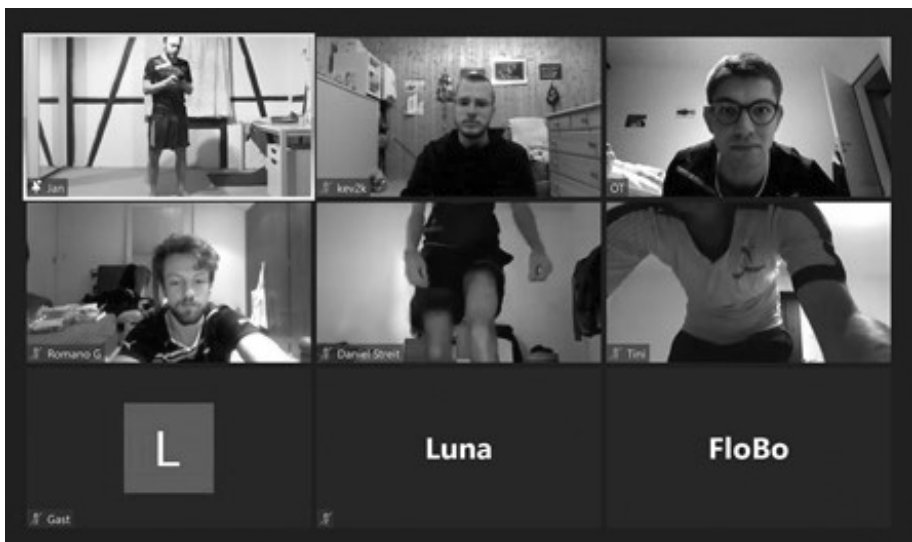 Jan
kev2k
OT
Romano G
Daniel Streit
Tini
L
Gast
Luna
FloBo